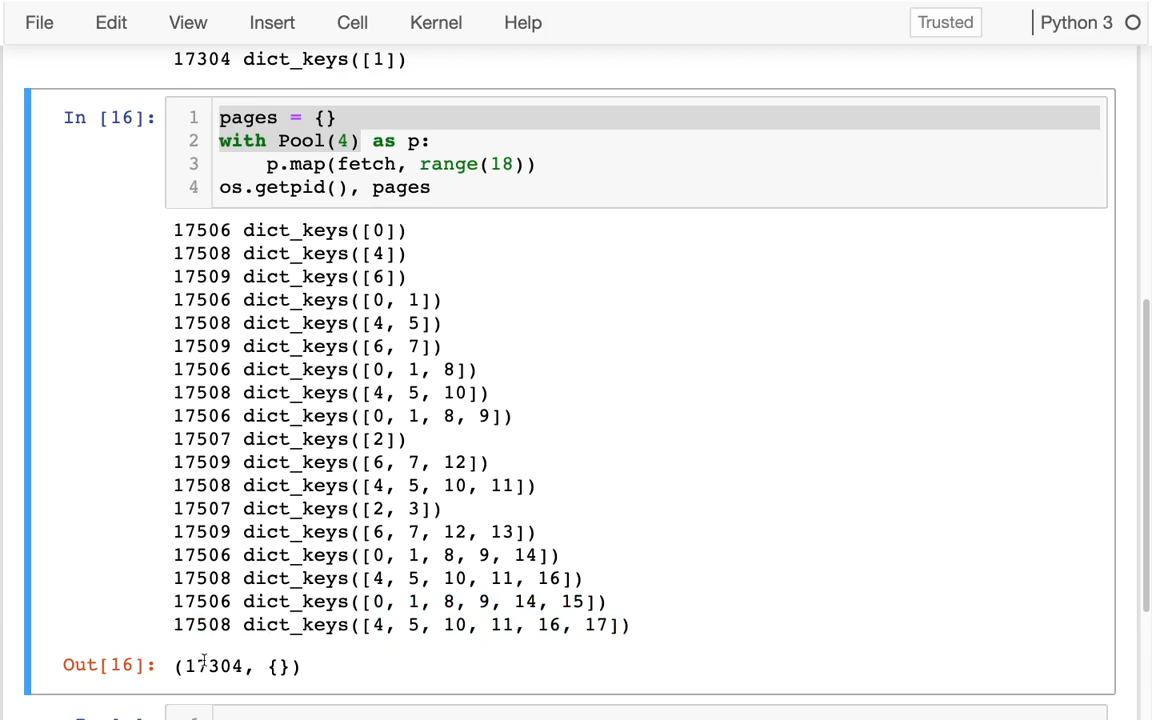 File Edit View Insert Cell Kernel Help Trusted Python 3
17304 dict_keys([1])
In [16]: 1 pages = {}
2 with Pool(4) as p:
3     p.map(fetch, range(18))
4 os.getpid(), pages
17506 dict_keys([0])
17508 dict_keys([4])
17509 dict_keys([6])
17506 dict_keys([0, 1])
17508 dict_keys([4, 5])
17509 dict_keys([6, 7])
17506 dict_keys([0, 1, 8])
17508 dict_keys([4, 5, 10])
17506 dict_keys([0, 1, 8, 9])
17507 dict_keys([2])
17509 dict_keys([6, 7, 12])
17508 dict_keys([4, 5, 10, 11])
17507 dict_keys([2, 3])
17509 dict_keys([6, 7, 12, 13])
17506 dict_keys([0, 1, 8, 9, 14])
17508 dict_keys([4, 5, 10, 11, 16])
17506 dict_keys([0, 1, 8, 9, 14, 15])
17508 dict_keys([4, 5, 10, 11, 16, 17])
Out[16]: (17304, {})